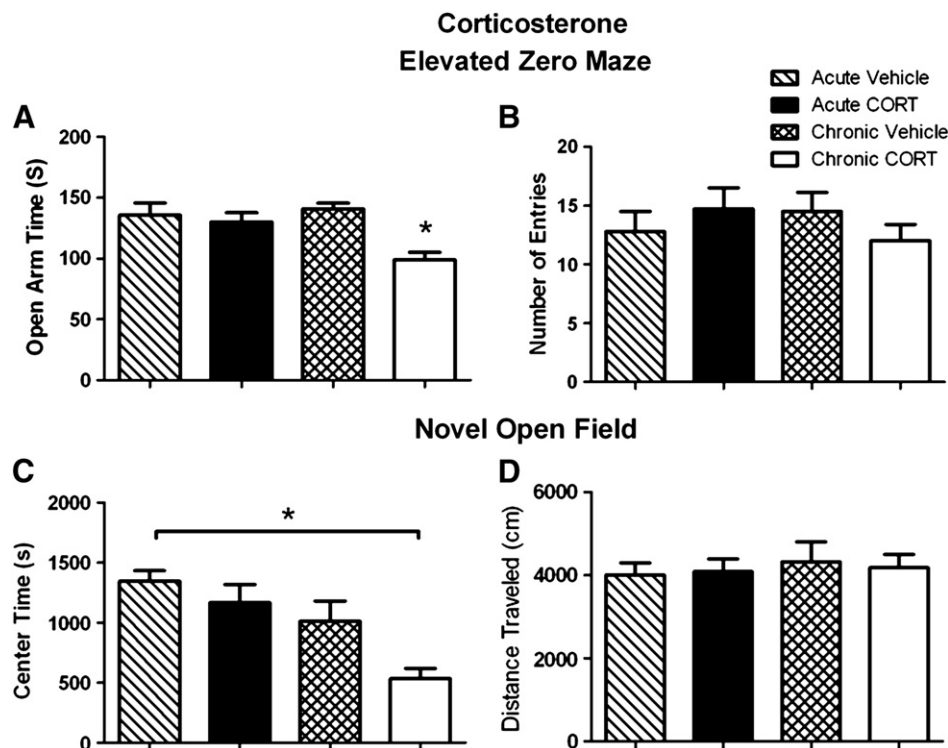 Corticosterone
Elevated Zero Maze
Acute Vehicle
Acute CORT
Chronic Vehicle
Chronic CORT
A
Open Arm Time (S)
200
150
100
50
0
*
B
Number of Entries
20
15
10
5
0
Novel Open Field
C
Center Time (s)
2000
1500
1000
500
0
*
D
Distance Traveled (cm)
6000
4000
2000
0